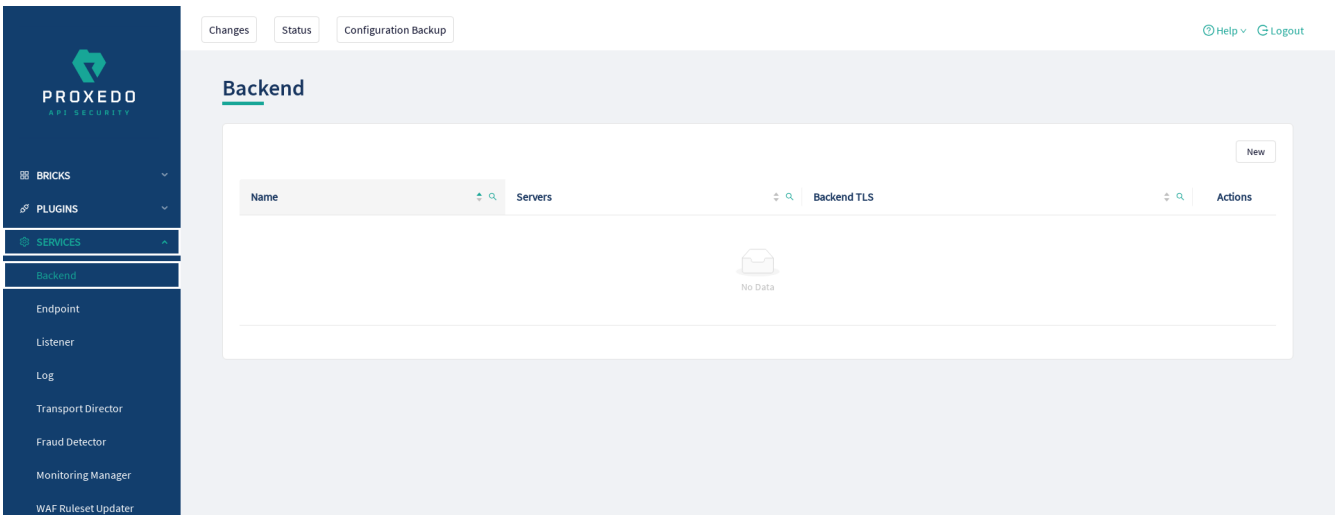 Changes Status Configuration Backup Help Logout
PROXEDO
API SECURITY
Backend
New
BRICKS
Name Servers Backend TLS Actions
PLUGINS
SERVICES
Backend
No Data
Endpoint
Listener
Log
Transport Director
Fraud Detector
Monitoring Manager
WAF Ruleset Updater